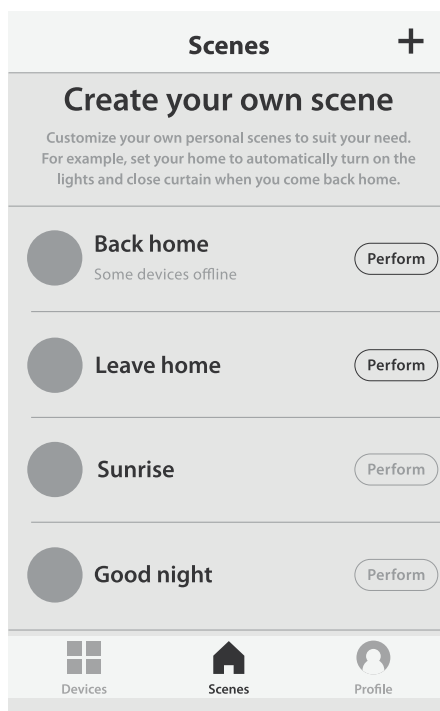 Scenes
Create your own scene
Customize your own personal scenes to suit your need.
For example, set your home to automatically turn on the
lights and close curtain when you come back home.
Back home
Some devices offline
Perform
Leave home
Perform
Sunrise
Perform
Good night
Perform
Devices
Scenes
Profile